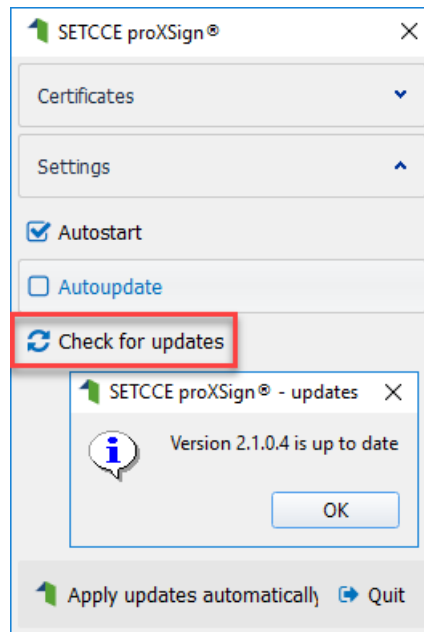 SETCCE proXSign®
Certificates
Settings
Autostart
Autoupdate
Check for updates
SETCCE proXSign® - updates
Version 2.1.0.4 is up to date
OK
Apply updates automatically Quit